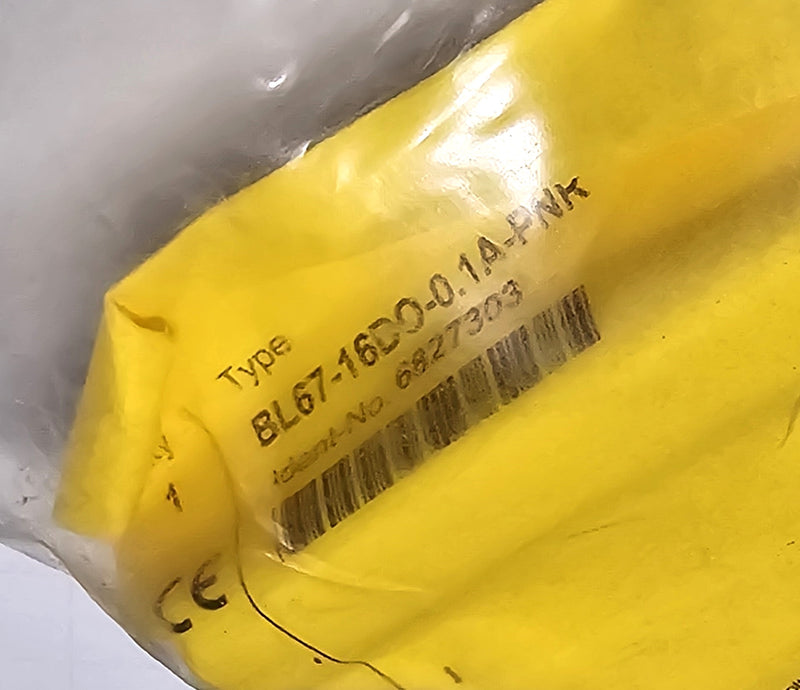 Type
BL67-16DO-0.1A-PNK
Ident-No. 6827303
1
CE